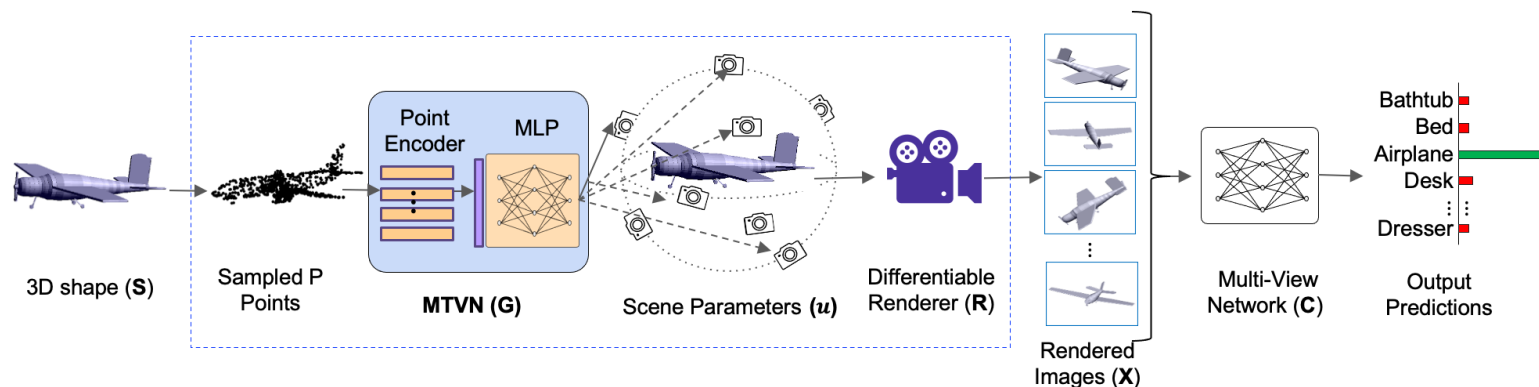 3D shape (S)
Sampled P
Points
Point
Encoder
MLP
MTVN (G)
Scene Parameters (u)
Differentiable
Renderer (R)
Rendered
Images (X)
Multi-View
Network (C)
Bathtub
Bed
Airplane
Desk
Dresser
Output
Predictions